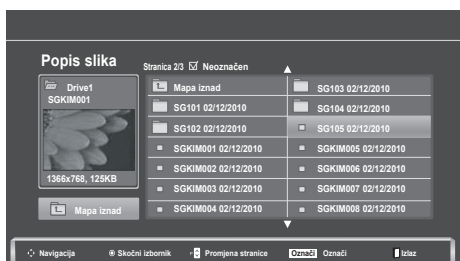 Popis slika
Stranica 2/3 ☑ Neoznačen
Drive1
SGKIM001
1366x768, 125KB
Mapa iznad
Mapa iznad
SG101 02/12/2010
SG102 02/12/2010
SGKIM001 02/12/2010
SGKIM002 02/12/2010
SGKIM003 02/12/2010
SGKIM004 02/12/2010
SG103 02/12/2010
SG104 02/12/2010
SG105 02/12/2010
SGKIM005 02/12/2010
SGKIM006 02/12/2010
SGKIM007 02/12/2010
SGKIM008 02/12/2010
Navigacija Skočni izbornik P Promjena stranice Označi Označi Izlaz